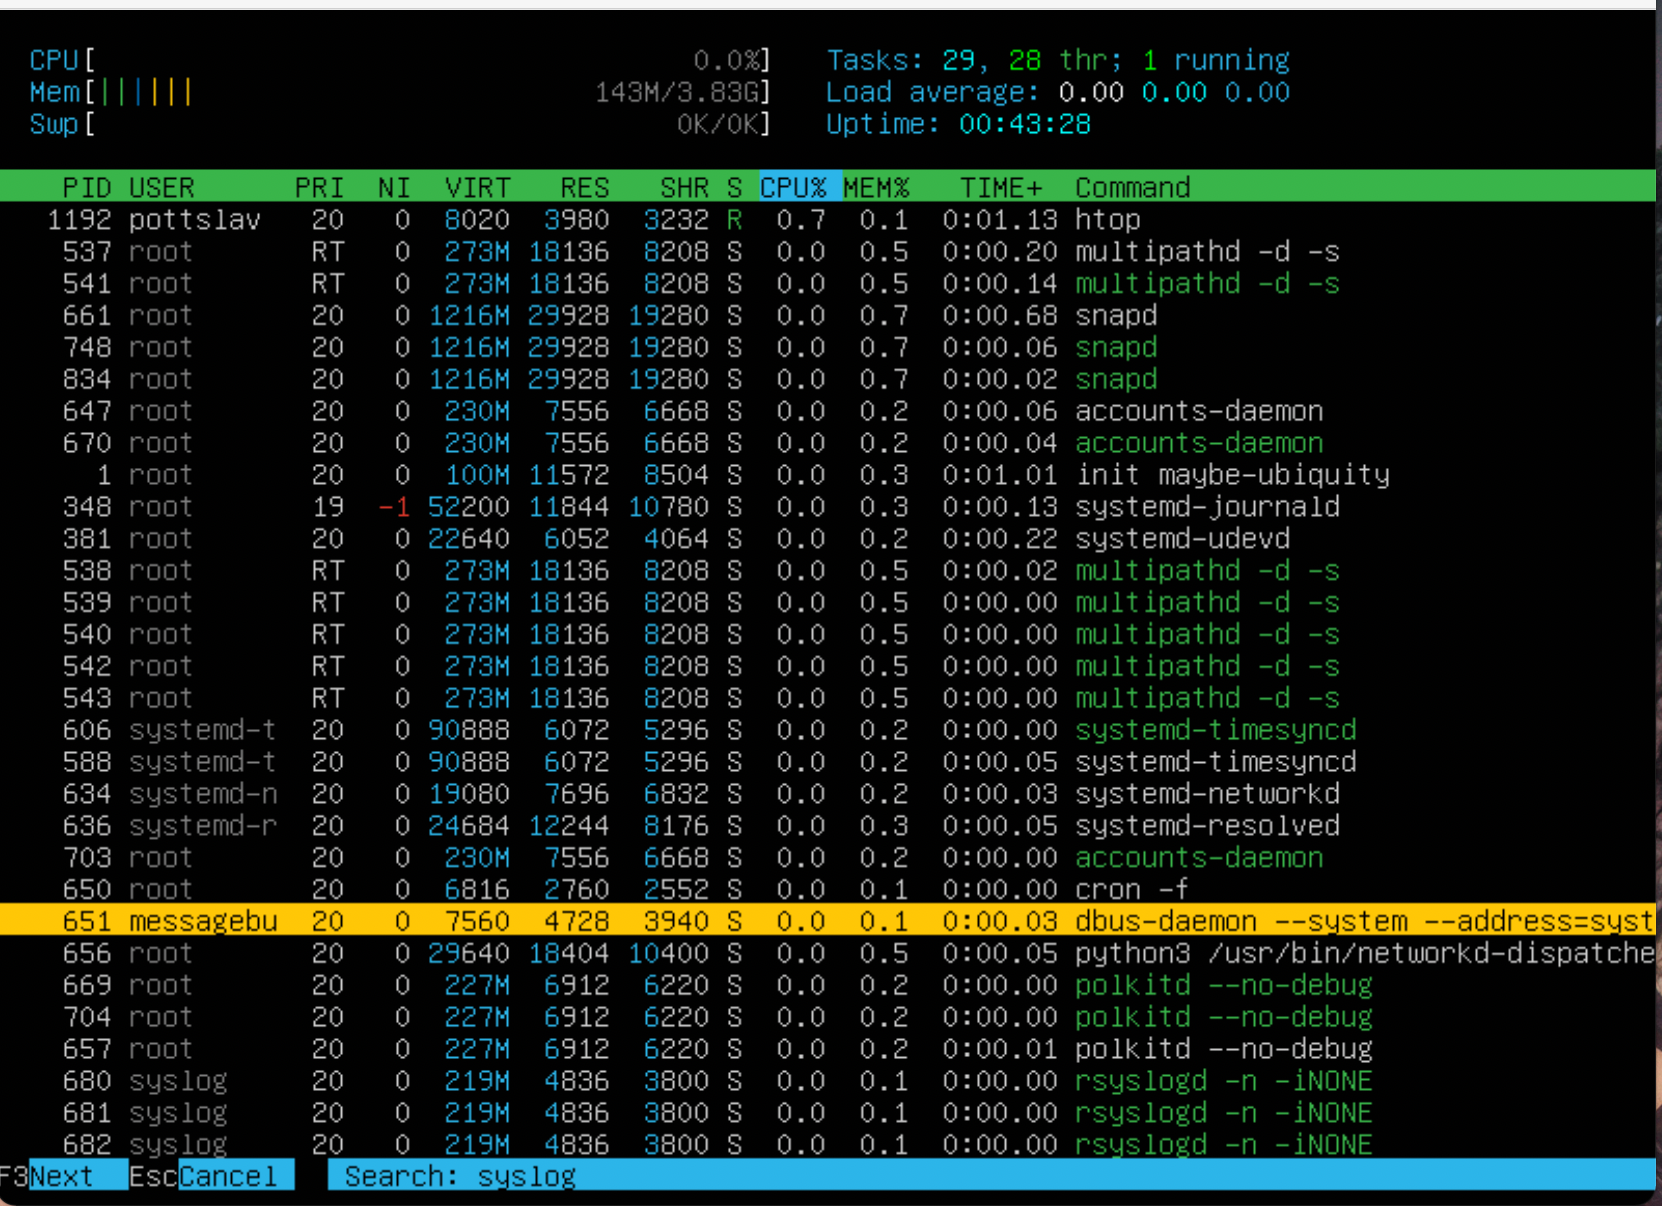 CPU[ 0.0%] Tasks: 29, 28 thr; 1 running
Mem[||||||| 143M/3.83G] Load average: 0.00 0.00 0.00
Swp[ 0K/0K] Uptime: 00:43:28
PID USER PRI NI VIRT RES SHR S CPU% MEM% TIME+ Command
1192 pottslav 20 0 8020 3980 3232 R 0.7 0.1 0:01.13 htop
537 root RT 0 273M 18136 8208 S 0.0 0.5 0:00.20 multipathd -d -s
541 root RT 0 273M 18136 8208 S 0.0 0.5 0:00.14 multipathd -d -s
661 root 20 0 1216M 29928 19280 S 0.0 0.7 0:00.68 snapd
748 root 20 0 1216M 29928 19280 S 0.0 0.7 0:00.06 snapd
834 root 20 0 1216M 29928 19280 S 0.0 0.7 0:00.02 snapd
647 root 20 0 230M 7556 6668 S 0.0 0.2 0:00.06 accounts-daemon
670 root 20 0 230M 7556 6668 S 0.0 0.2 0:00.04 accounts-daemon
1 root 20 0 100M 11572 8504 S 0.0 0.3 0:01.01 init maybe-ubiquity
348 root 19 -1 52200 11844 10780 S 0.0 0.3 0:00.13 systemd-journald
381 root 20 0 22640 6052 4064 S 0.0 0.2 0:00.22 systemd-udevd
538 root RT 0 273M 18136 8208 S 0.0 0.5 0:00.02 multipathd -d -s
539 root RT 0 273M 18136 8208 S 0.0 0.5 0:00.00 multipathd -d -s
540 root RT 0 273M 18136 8208 S 0.0 0.5 0:00.00 multipathd -d -s
542 root RT 0 273M 18136 8208 S 0.0 0.5 0:00.00 multipathd -d -s
543 root RT 0 273M 18136 8208 S 0.0 0.5 0:00.00 multipathd -d -s
606 systemd-t 20 0 90888 6072 5296 S 0.0 0.2 0:00.00 systemd-timesyncd
588 systemd-t 20 0 90888 6072 5296 S 0.0 0.2 0:00.05 systemd-timesyncd
634 systemd-n 20 0 19080 7696 6832 S 0.0 0.2 0:00.03 systemd-networkd
636 systemd-r 20 0 24684 12244 8176 S 0.0 0.3 0:00.05 systemd-resolved
703 root 20 0 230M 7556 6668 S 0.0 0.2 0:00.00 accounts-daemon
650 root 20 0 6816 2760 2552 S 0.0 0.1 0:00.00 cron -f
651 messagebu 20 0 7560 4728 3940 S 0.0 0.1 0:00.03 dbus-daemon --system --address=syst
656 root 20 0 29640 18404 10400 S 0.0 0.5 0:00.05 python3 /usr/bin/networkd-dispatche
669 root 20 0 227M 6912 6220 S 0.0 0.2 0:00.00 polkitd --no-debug
704 root 20 0 227M 6912 6220 S 0.0 0.2 0:00.00 polkitd --no-debug
657 root 20 0 227M 6912 6220 S 0.0 0.2 0:00.01 polkitd --no-debug
680 syslog 20 0 219M 4836 3800 S 0.0 0.1 0:00.00 rsyslogd -n -iNONE
681 syslog 20 0 219M 4836 3800 S 0.0 0.1 0:00.00 rsyslogd -n -iNONE
682 syslog 20 0 219M 4836 3800 S 0.0 0.1 0:00.00 rsyslogd -n -iNONE
F3Next EscCancel Search: syslog